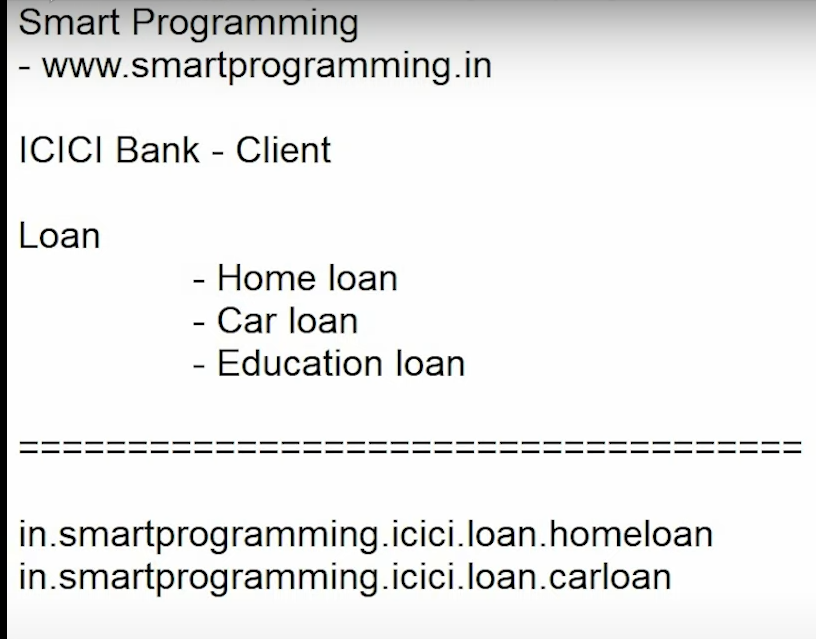 Smart Programming
- www.smartprogramming.in
ICICI Bank - Client
Loan
- Home loan
- Car loan
- Education loan
====================================
in.smartprogramming.icici.loan.homeloan
in.smartprogramming.icici.loan.carloan